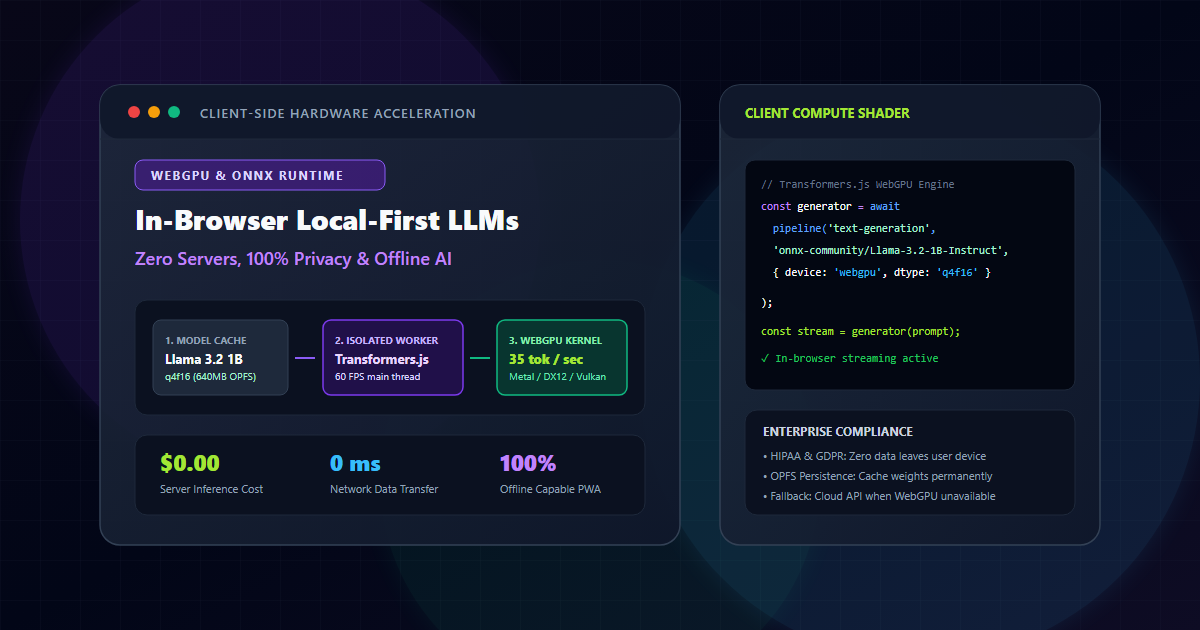 CLIENT-SIDE HARDWARE ACCELERATION
WEBGPU & ONNX RUNTIME
In-Browser Local-First LLMs
Zero Servers, 100% Privacy & Offline AI
1. MODEL CACHE
Llama 3.2 1B
q4f16 (640MB OPFS)
2. ISOLATED WORKER
Transformers.js
60 FPS main thread
3. WEBGPU KERNEL
35 tok / sec
Metal / DX12 / Vulkan
$0.00
Server Inference Cost
0 ms
Network Data Transfer
100%
Offline Capable PWA
CLIENT COMPUTE SHADER
// Transformers.js WebGPU Engine
const generator = await
pipeline('text-generation',
'onnx-community/Llama-3.2-1B-Instruct',
{ device: 'webgpu', dtype: 'q4f16' }
);
const stream = generator(prompt);
✓ In-browser streaming active
ENTERPRISE COMPLIANCE
• HIPAA & GDPR: Zero data leaves user device
• OPFS Persistence: Cache weights permanently
• Fallback: Cloud API when WebGPU unavailable